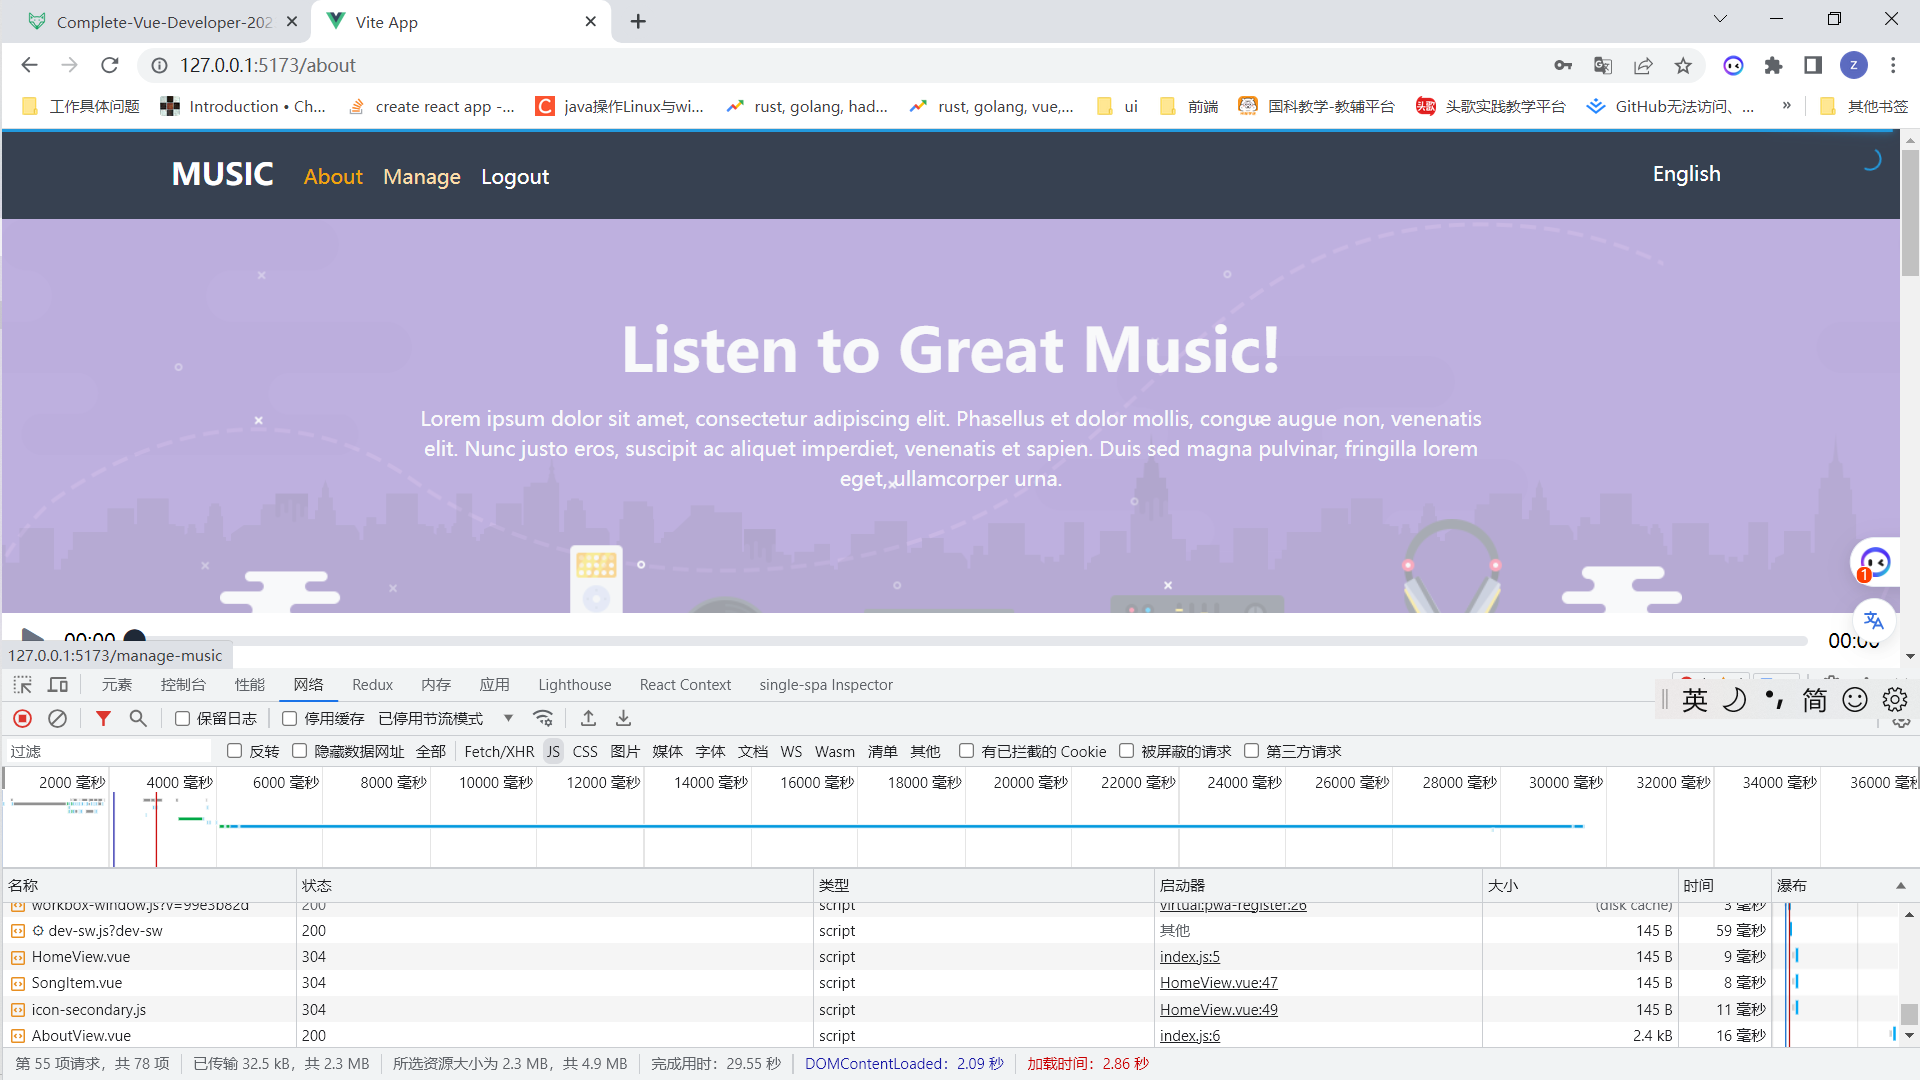 Complete-Vue-Developer-202
Vite App
127.0.0.1:5173/about
z
工作具体问题
Introduction • Ch...
create react app -...
java操作Linux与wi...
rust, golang, had...
rust, golang, vue,...
ui
前端
国科教学-教辅平台
头歌
头歌实践教学平台
GitHub无法访问、...
»
其他书签
MUSIC
About
Manage
Logout
English
Listen to Great Music!
Lorem ipsum dolor sit amet, consectetur adipiscing elit. Phasellus et dolor mollis, congue augue non, venenatis
elit. Nunc justo eros, suscipit ac aliquet imperdiet, venenatis et sapien. Duis sed magna pulvinar, fringilla lorem
eget, ullamcorper urna.
1
00:00
00:00
127.0.0.1:5173/manage-music
元素
控制台
性能
网络
Redux
内存
应用
Lighthouse
React Context
single-spa Inspector
英
简
保留日志
停用缓存
已停用节流模式
过滤
反转
隐藏数据网址
全部
Fetch/XHR
JS
CSS
图片
媒体
字体
文档
WS
Wasm
清单
其他
有已拦截的 Cookie
被屏蔽的请求
第三方请求
2000 毫秒
4000 毫秒
6000 毫秒
8000 毫秒
10000 毫秒
12000 毫秒
14000 毫秒
16000 毫秒
18000 毫秒
20000 毫秒
22000 毫秒
24000 毫秒
26000 毫秒
28000 毫秒
30000 毫秒
32000 毫秒
34000 毫秒
36000 毫秒
名称
状态
类型
启动器
大小
时间
瀑布
workbox-window.js?v=99e3b82d
200
script
virtual:pwa-register:26
(disk cache)
3 毫秒
dev-sw.js?dev-sw
200
script
其他
145 B
59 毫秒
HomeView.vue
304
script
index.js:5
145 B
9 毫秒
SongItem.vue
304
script
HomeView.vue:47
145 B
8 毫秒
icon-secondary.js
304
script
HomeView.vue:49
145 B
11 毫秒
AboutView.vue
200
script
index.js:6
2.4 kB
16 毫秒
第 55 项请求，共 78 项
已传输 32.5 kB，共 2.3 MB
所选资源大小为 2.3 MB，共 4.9 MB
完成用时：29.55 秒
DOMContentLoaded：2.09 秒
加载时间：2.86 秒